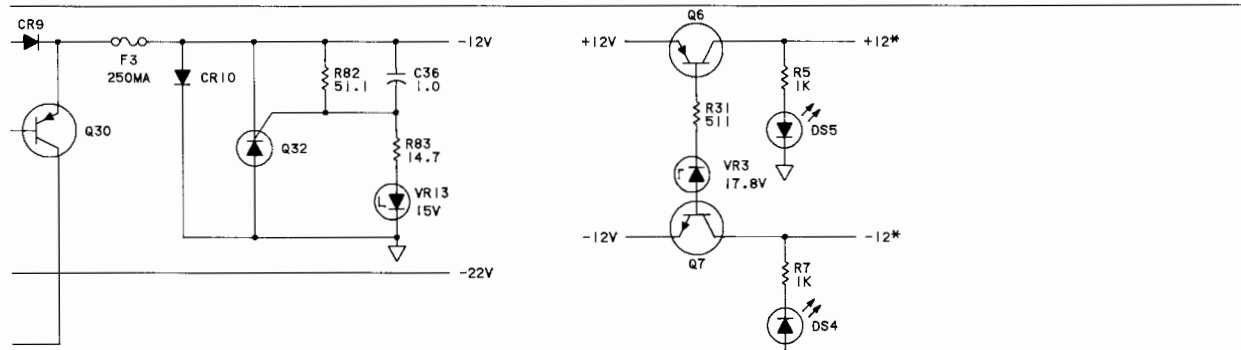 CR9
F3
250MA
CR10
R82
51.1
C36
1.0
-12V
Q30
Q32
R83
14.7
VR13
15V
-22V
Q6
+12V
+12*
R31
511
R5
1K
DS5
VR3
17.8V
-12V
Q7
-12*
R7
1K
DS4